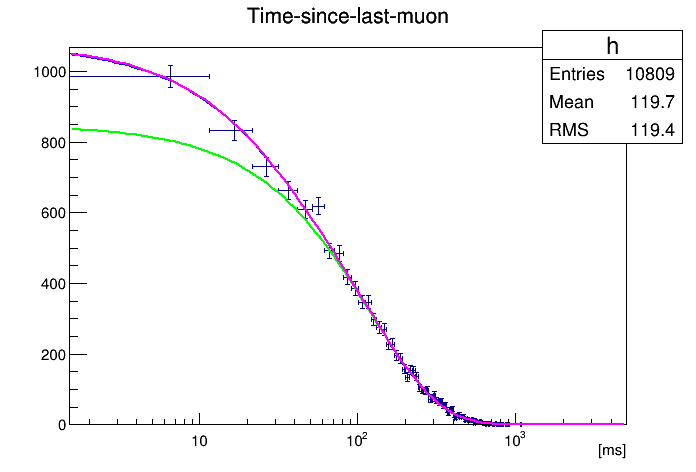 Time-since-last-muon
h
Entries 10809
Mean 119.7
RMS 119.4
1000
800
600
400
200
0
10 10² 10³
[ms]